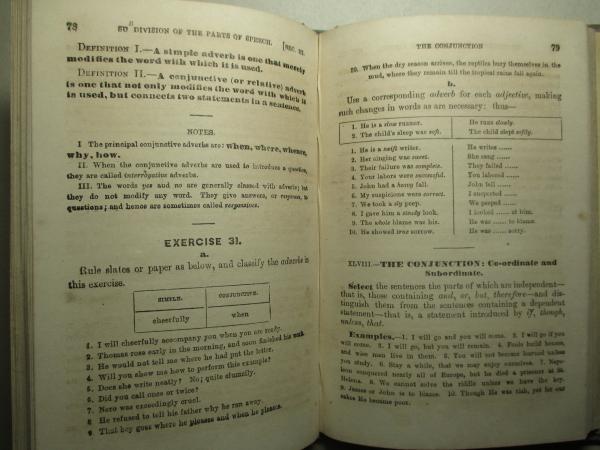 78 SUBDIVISION OF THE PARTS OF SPEECH. [SEC. 31.
DEFINITION I.—A simple adverb is one that merely
modifies the word with which it is used.
DEFINITION II.—A conjunctive (or relative) adverb
is one that not only modifies the word with which it
is used, but connects two statements in a sentence.
NOTES.
I The principal conjunctive adverbs are: when, where, whence,
why, how.
II. When the conjunctive adverbs are used to introduce a question,
they are called interrogative adverbs.
III. The words yes and no are generally classed with adverbs; but
they do not modify any word. They give answers, or response, to
questions; and hence are sometimes called responsives.
EXERCISE 31.
a.
Rule slates or paper as below, and classify the adverbs in
this exercise.
SIMPLE. CONJUNCTIVE.
cheerfully when
1. I will cheerfully accompany you when you are ready.
2. Thomas rose early in the morning, and soon finished his work.
3. He would not tell me where he had put the letter.
4. Will you show me how to perform this example?
5. Does she write neatly? No; quite clumsily.
6. Did you call once or twice?
7. Nero was exceedingly cruel.
8. He refused to tell his father why he ran away.
9. That boy goes where he pleases and when he pleases.
THE CONJUNCTION 79
10. When the dry season arrives, the reptiles bury themselves in the
mud, where they remain till the tropical rains fall again.
b.
Use a corresponding adverb for each adjective, making
such changes in words as are necessary: thus—
1. He is a slow runner. He runs slowly.
2. The child's sleep was soft. The child slept softly.
1. He is a swift writer. He writes ......
2. Her singing was sweet. She sang ......
3. Their failure was complete. They failed ......
4. Your labors were successful. You labored ......
5. John had a heavy fall. John fell ......
6. My suspicions were correct. I suspected ......
7. We took a sly peep. We peeped ......
8. I gave him a steady look. I looked ...... at him.
9. The whole blame was his. He was ...... to blame.
10. He showed true sorrow. He was ...... sorry.
XLVIII.—THE CONJUNCTION: Co-ordinate and
Subordinate.
Select the sentences the parts of which are independent—
that is, those containing and, or, but, therefore—and dis-
tinguish them from the sentences containing a dependent
statement—that is, a statement introduced by if, though,
unless, that.
Examples.—1. I will go and you will come. 2. I will go if you
will come. 3. I will go, but you will remain. 4. Fools build houses,
and wise men live in them. 5. You will not become learned unless
you study. 6. Stay a while, that we may enjoy ourselves. 7. Napo-
leon conquered nearly all of Europe, but he died a prisoner at St.
Helena. 8. We cannot solve the riddle unless we have the key.
9. James or John is to blame. 10. Though He was rich, yet for our
sakes He became poor.